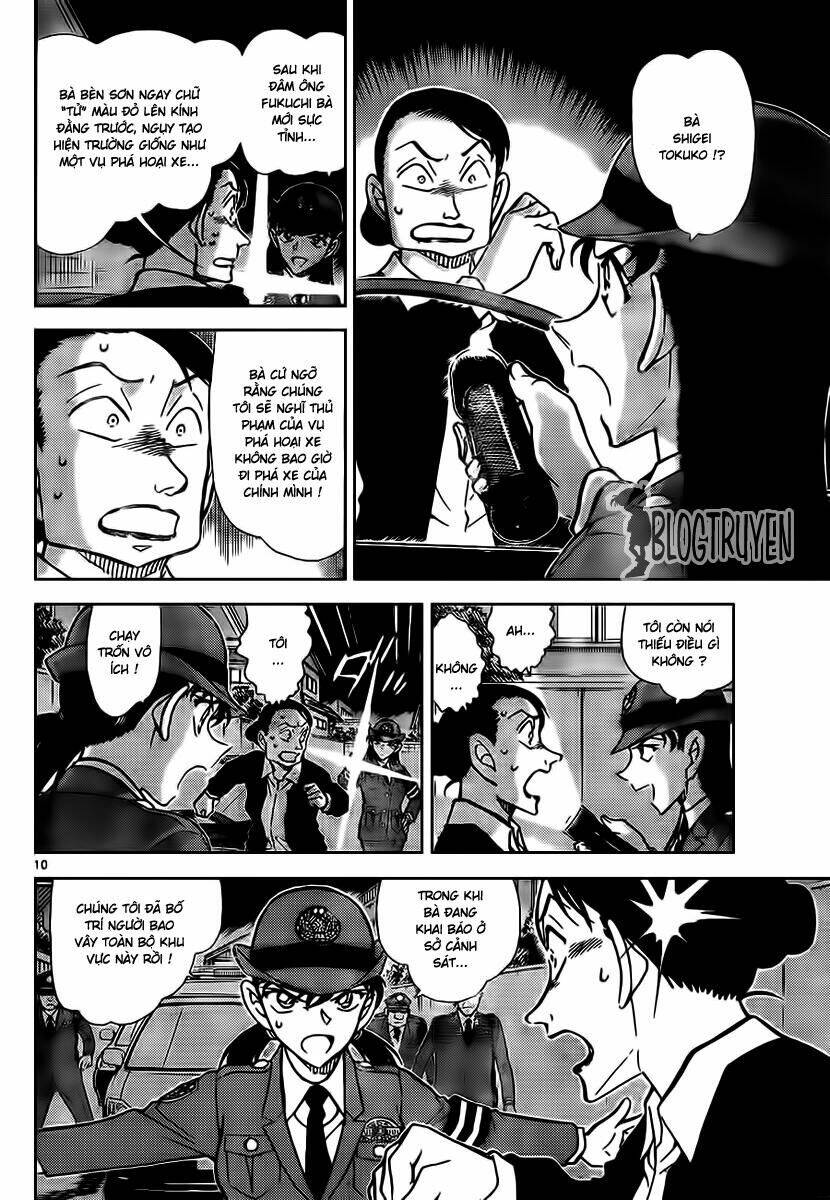 BÀ
SHIGEI
TOKUKO !?
SAU KHI
ĐÂM ÔNG
FUKUCHI BÀ
MỚI SỰC
TỈNH...
BÀ BÈN SƠN NGAY CHỮ
"TỬ" MÀU ĐỎ LÊN KÍNH
ĐẰNG TRƯỚC, NGỤY TẠO
HIỆN TRƯỜNG GIỐNG NHƯ
MỘT VỤ PHÁ HOẠI XE...
BÀ CỨ NGỠ
RẰNG CHÚNG
TÔI SẼ NGHĨ THỦ
PHẠM CỦA VỤ
PHÁ HOẠI XE
KHÔNG BAO GIỜ
ĐI PHÁ XE CỦA
CHÍNH MÌNH !
BLOGTRUYEN
TÔI CÒN NÓI
THIẾU ĐIỀU GÌ
KHÔNG ?
AH...
KHÔNG
...
TÔI
...
CHẠY
TRỐN VÔ
ÍCH !
10
TRONG KHI
BÀ ĐANG
KHAI BÁO Ở
SỞ CẢNH
SÁT...
CHÚNG TÔI ĐÃ BỐ
TRÍ NGƯỜI BAO
VÂY TOÀN BỘ KHU
VỰC NÀY RỒI !